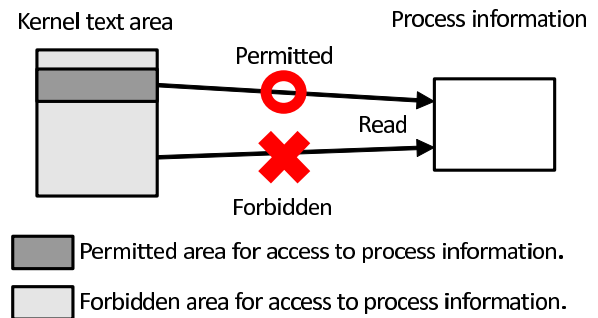 Kernel text area
Process information
Permitted
Read
Forbidden
Permitted area for access to process information.
Forbidden area for access to process information.